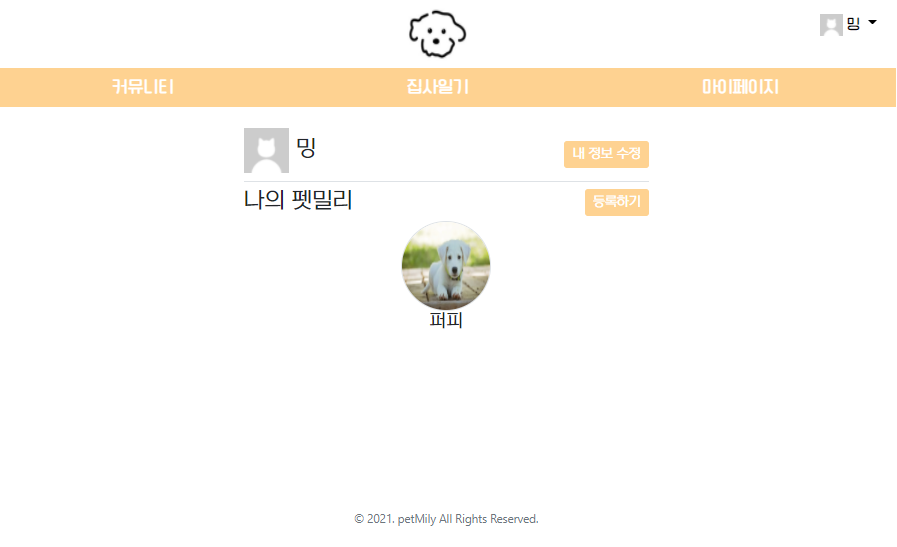 밍
커뮤니티 집사일기 마이페이지
밍 내 정보 수정
나의 펫밀리 등록하기
퍼피
© 2021. petMily All Rights Reserved.